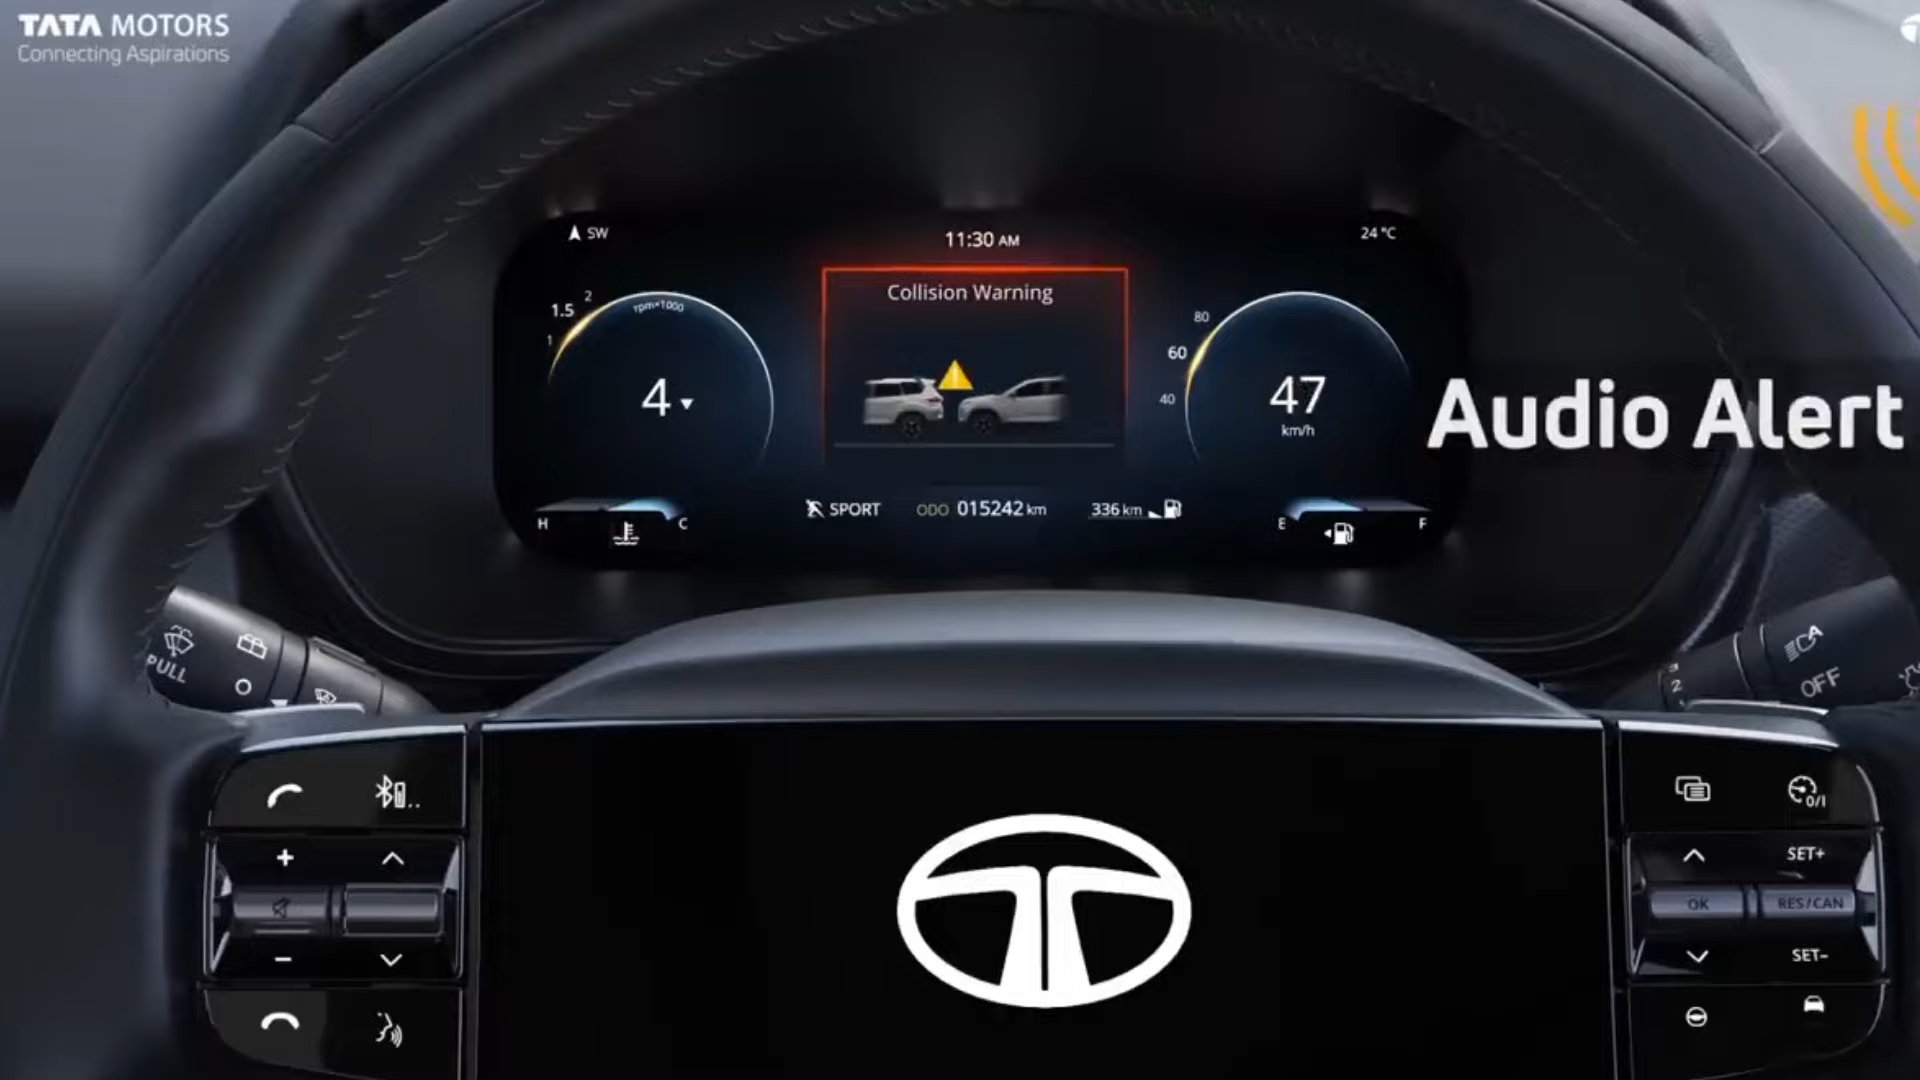 TATA MOTORS
Connecting Aspirations
SW
11:30 AM
24 °C
Collision Warning
2
1.5
1
rpm×1000
4
80
60
40
47
km/h
Audio Alert
H
C
SPORT
ODO 015242 km
336 km
E
F
PULL
A
OFF
2
0/I
+
SET+
OK
RES/CAN
−
SET−